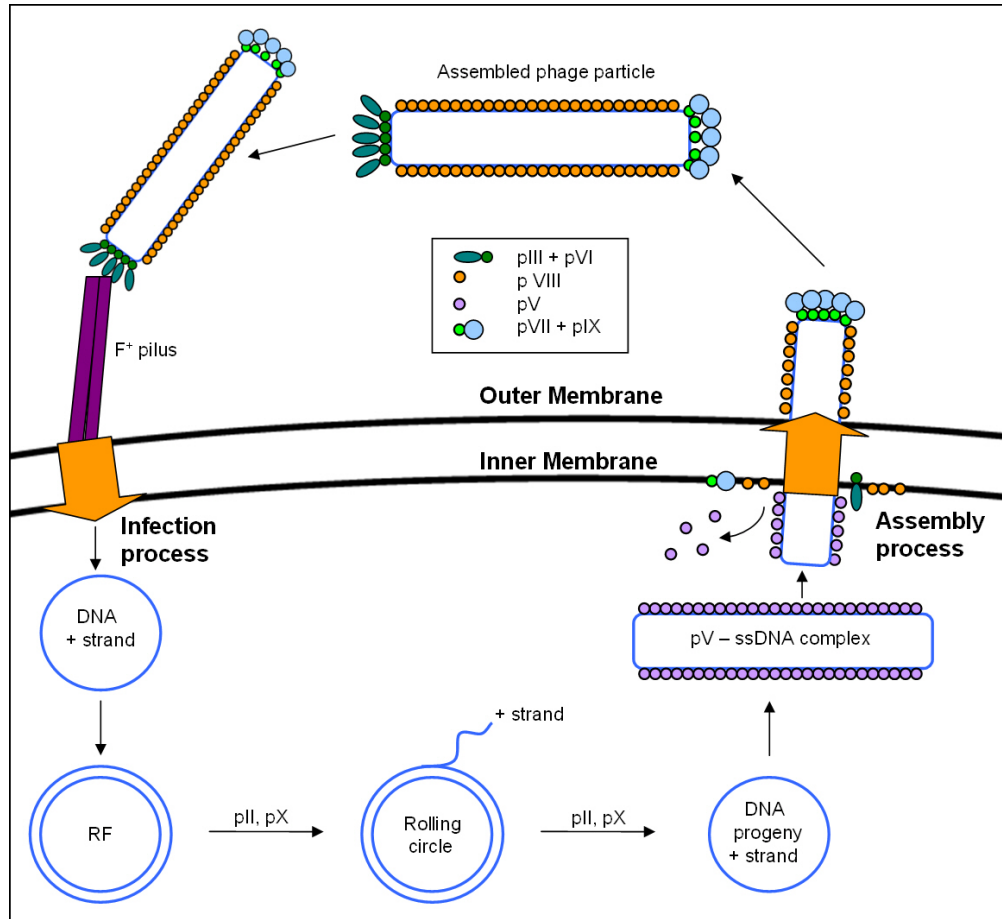 Assembled phage particle
pIII + pVI
p VIII
pV
pVII + pIX
F⁺ pilus
Outer Membrane
Inner Membrane
Infection
process
Assembly
process
DNA
+ strand
pV – ssDNA complex
+ strand
RF
pII, pX
Rolling
circle
pII, pX
DNA
progeny
+ strand